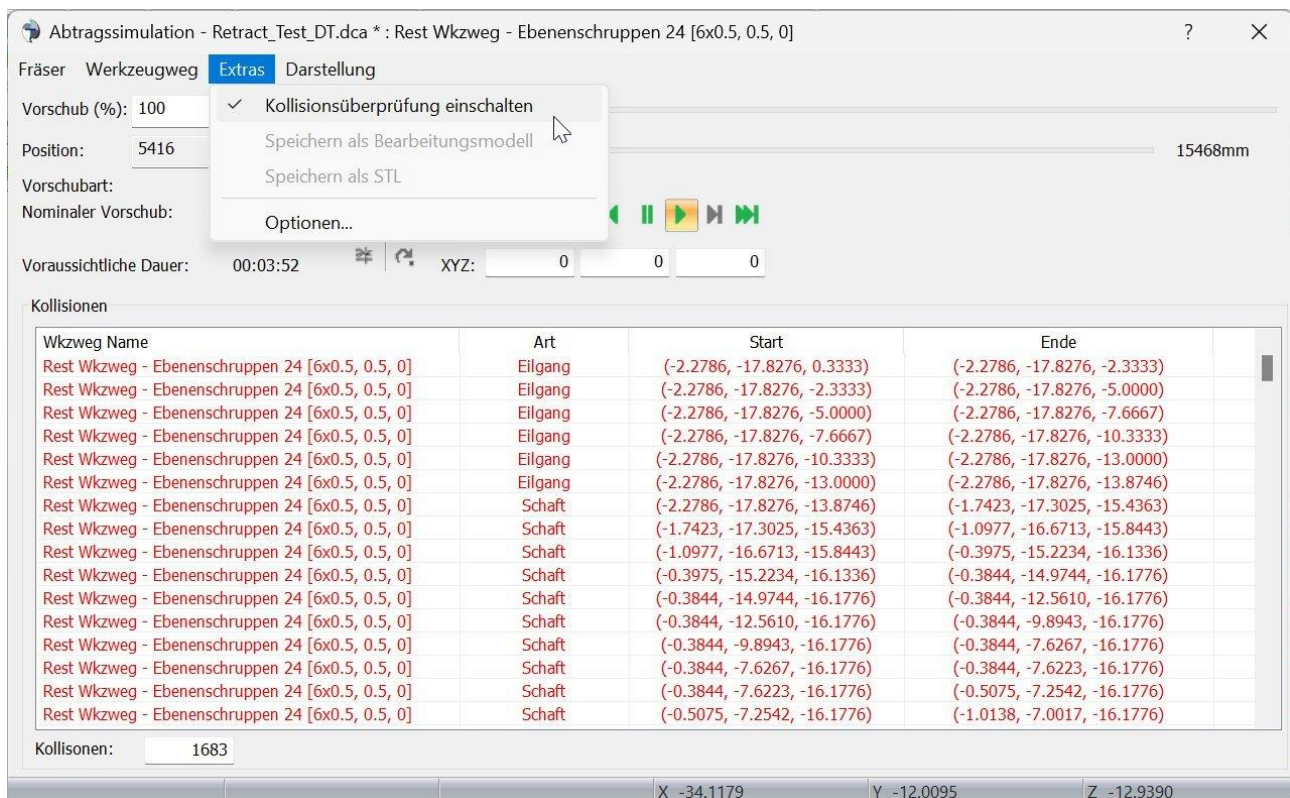 Abtragssimulation - Retract_Test_DT.dca * : Rest Wkzweg - Ebenenschruppen 24 [6x0.5, 0.5, 0] ?
Fräser Werkzeugweg Extras Darstellung
Vorschub (%): 100
Kollisionsüberprüfung einschalten
Speichern als Bearbeitungsmodell
Position: 5416 15468mm
Speichern als STL
Vorschubart:
Nominaler Vorschub:
Optionen...
Voraussichtliche Dauer: 00:03:52 XYZ: 0 0 0
Kollisionen
Wkzweg Name Art Start Ende
Rest Wkzweg - Ebenenschruppen 24 [6x0.5, 0.5, 0] Eilgang (-2.2786, -17.8276, 0.3333) (-2.2786, -17.8276, -2.3333)
Rest Wkzweg - Ebenenschruppen 24 [6x0.5, 0.5, 0] Eilgang (-2.2786, -17.8276, -2.3333) (-2.2786, -17.8276, -5.0000)
Rest Wkzweg - Ebenenschruppen 24 [6x0.5, 0.5, 0] Eilgang (-2.2786, -17.8276, -5.0000) (-2.2786, -17.8276, -7.6667)
Rest Wkzweg - Ebenenschruppen 24 [6x0.5, 0.5, 0] Eilgang (-2.2786, -17.8276, -7.6667) (-2.2786, -17.8276, -10.3333)
Rest Wkzweg - Ebenenschruppen 24 [6x0.5, 0.5, 0] Eilgang (-2.2786, -17.8276, -10.3333) (-2.2786, -17.8276, -13.0000)
Rest Wkzweg - Ebenenschruppen 24 [6x0.5, 0.5, 0] Eilgang (-2.2786, -17.8276, -13.0000) (-2.2786, -17.8276, -13.8746)
Rest Wkzweg - Ebenenschruppen 24 [6x0.5, 0.5, 0] Schaft (-2.2786, -17.8276, -13.8746) (-1.7423, -17.3025, -15.4363)
Rest Wkzweg - Ebenenschruppen 24 [6x0.5, 0.5, 0] Schaft (-1.7423, -17.3025, -15.4363) (-1.0977, -16.6713, -15.8443)
Rest Wkzweg - Ebenenschruppen 24 [6x0.5, 0.5, 0] Schaft (-1.0977, -16.6713, -15.8443) (-0.3975, -15.2234, -16.1336)
Rest Wkzweg - Ebenenschruppen 24 [6x0.5, 0.5, 0] Schaft (-0.3975, -15.2234, -16.1336) (-0.3844, -14.9744, -16.1776)
Rest Wkzweg - Ebenenschruppen 24 [6x0.5, 0.5, 0] Schaft (-0.3844, -14.9744, -16.1776) (-0.3844, -12.5610, -16.1776)
Rest Wkzweg - Ebenenschruppen 24 [6x0.5, 0.5, 0] Schaft (-0.3844, -12.5610, -16.1776) (-0.3844, -9.8943, -16.1776)
Rest Wkzweg - Ebenenschruppen 24 [6x0.5, 0.5, 0] Schaft (-0.3844, -9.8943, -16.1776) (-0.3844, -7.6267, -16.1776)
Rest Wkzweg - Ebenenschruppen 24 [6x0.5, 0.5, 0] Schaft (-0.3844, -7.6267, -16.1776) (-0.3844, -7.6223, -16.1776)
Rest Wkzweg - Ebenenschruppen 24 [6x0.5, 0.5, 0] Schaft (-0.3844, -7.6223, -16.1776) (-0.5075, -7.2542, -16.1776)
Rest Wkzweg - Ebenenschruppen 24 [6x0.5, 0.5, 0] Schaft (-0.5075, -7.2542, -16.1776) (-1.0138, -7.0017, -16.1776)
Kollisonen: 1683
X -34.1179 Y -12.0095 Z -12.9390